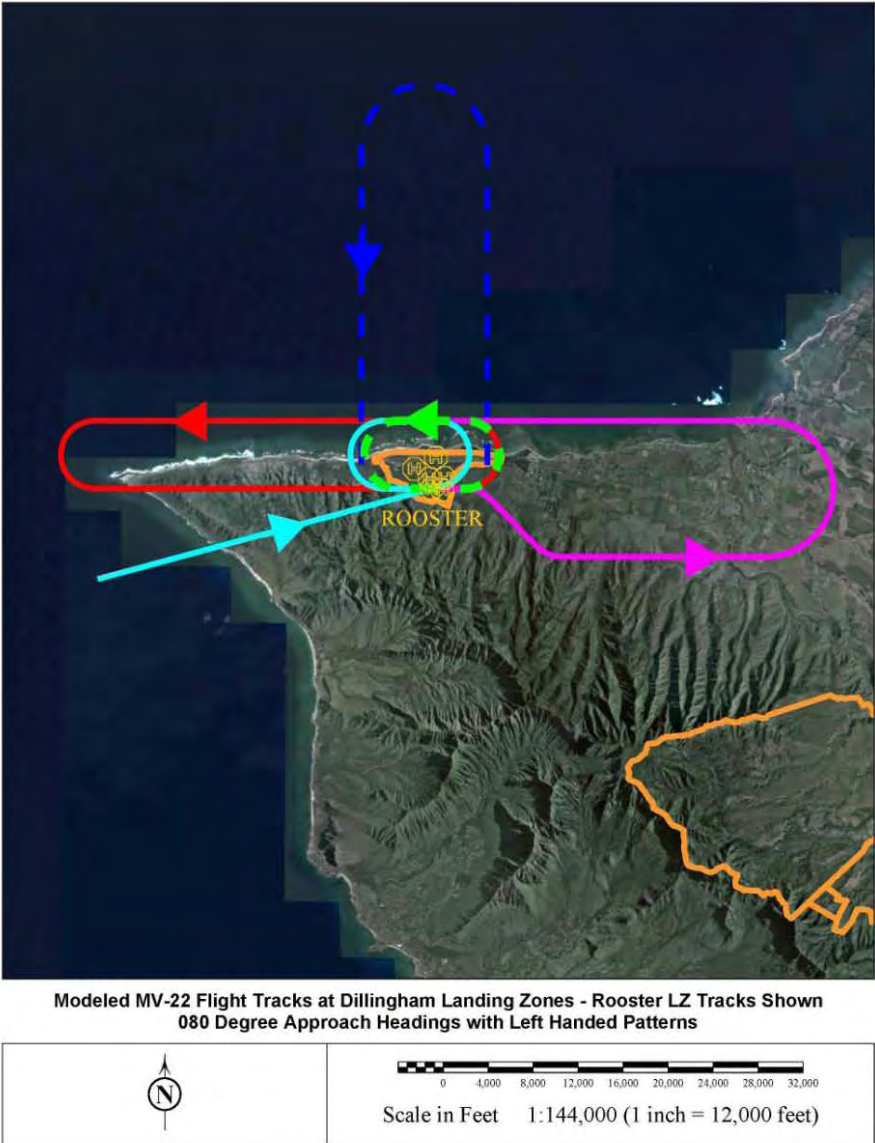 H
H
H H
H
ROOSTER
Modeled MV-22 Flight Tracks at Dillingham Landing Zones - Rooster LZ Tracks Shown
080 Degree Approach Headings with Left Handed Patterns
N
0 4,000 8,000 12,000 16,000 20,000 24,000 28,000 32,000
Scale in Feet 1:144,000 (1 inch = 12,000 feet)